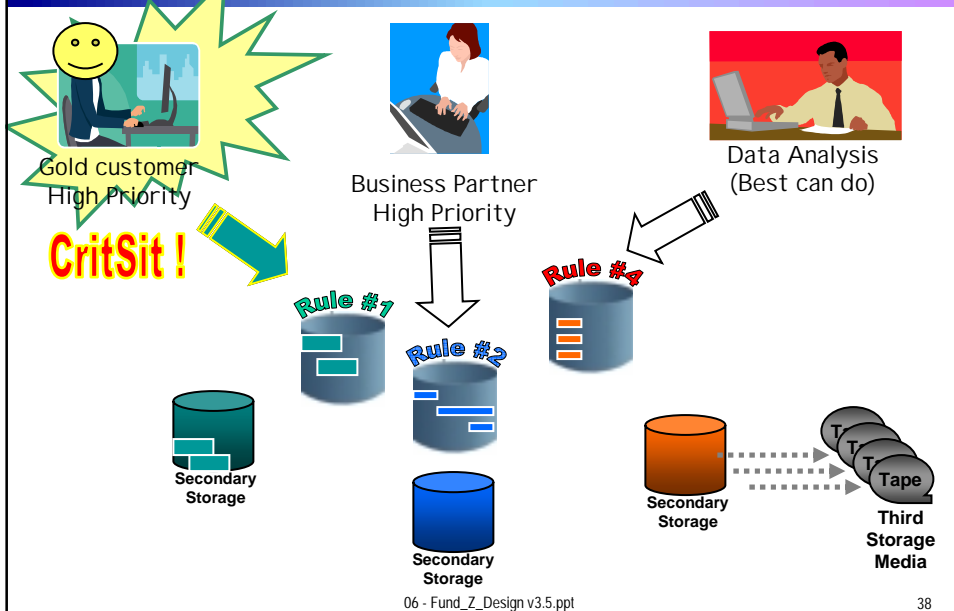 Gold customer
High Priority
CritSit !
Business Partner
High Priority
Data Analysis
(Best can do)
Rule #1
Rule #2
Rule #4
Secondary
Storage
Secondary
Storage
Secondary
Storage
Tape
Third
Storage
Media
06 - Fund_Z_Design v3.5.ppt
38